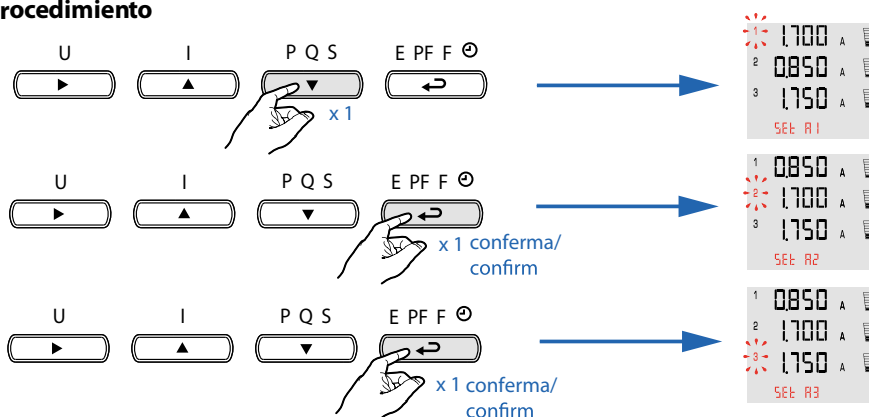 rocedimiento
U I P Q S E PF F
x 1
1 1.700 A
2 0.850 A
3 1.750 A
SEt A1
U I P Q S E PF F
x 1 conferma/
confirm
1 0.850 A
2 1.700 A
3 1.750 A
SEt A2
U I P Q S E PF F
x 1 conferma/
confirm
1 0.850 A
2 1.700 A
3 1.750 A
SEt A3